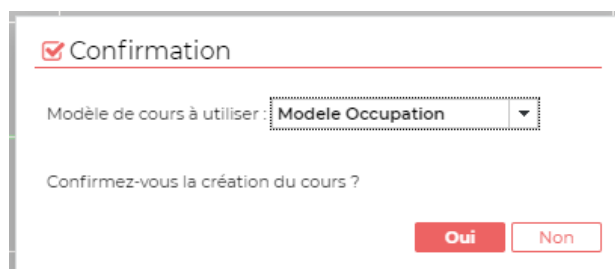 Confirmation
Modèle de cours à utiliser : Modele Occupation
Confirmez-vous la création du cours ?
Oui Non